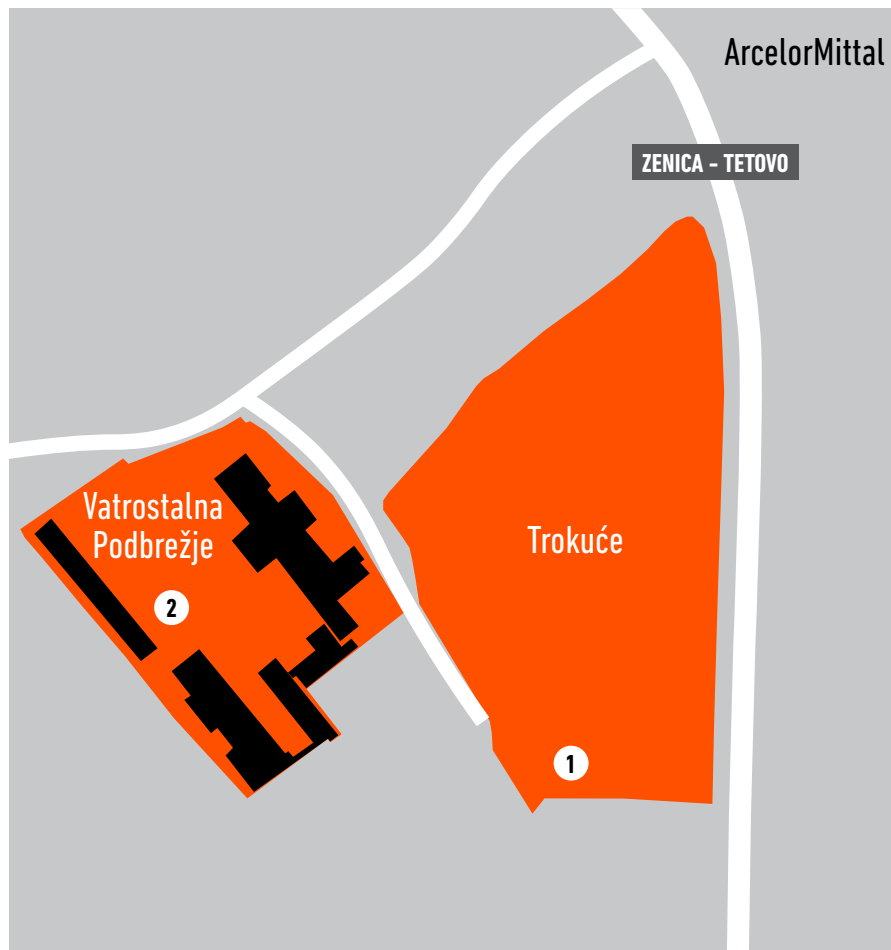 ArcelorMittal
ZENICA - TETOVO
Vatrostalna
Podbrežje
2
Trokuće
1